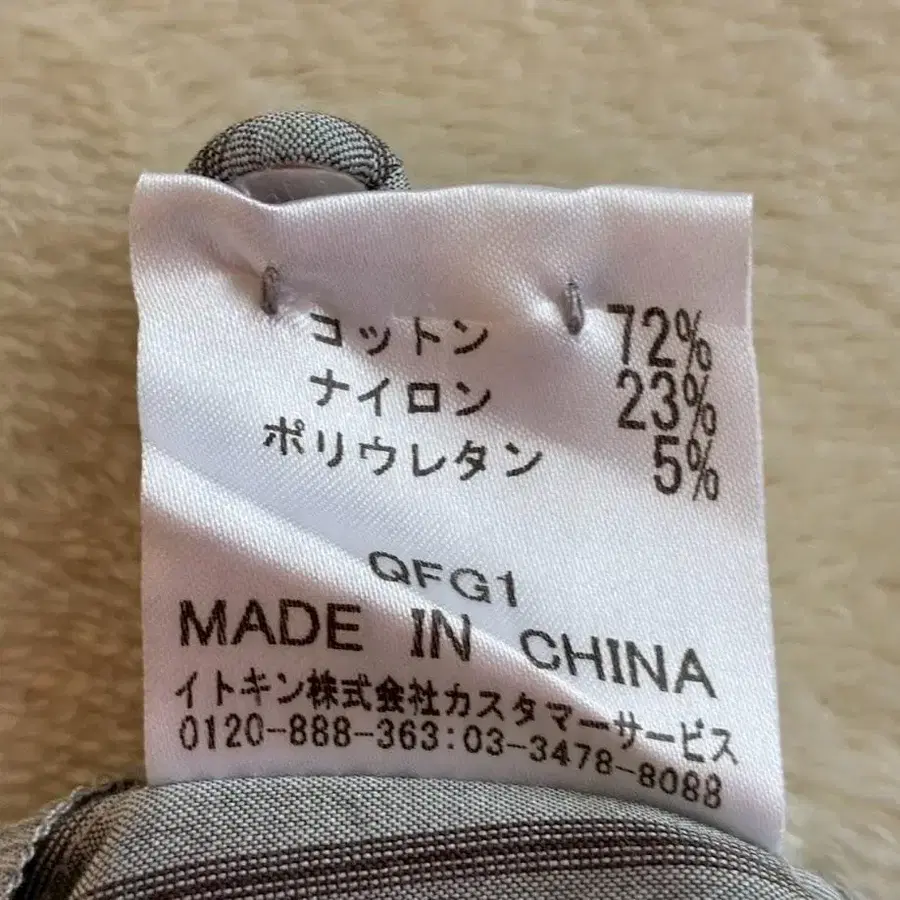 コットン 72%
ナイロン 23%
ポリウレタン 5%
QFG1
MADE IN CHINA
イトキン株式会社カスタマーサービス
0120-888-363:03-3478-8088